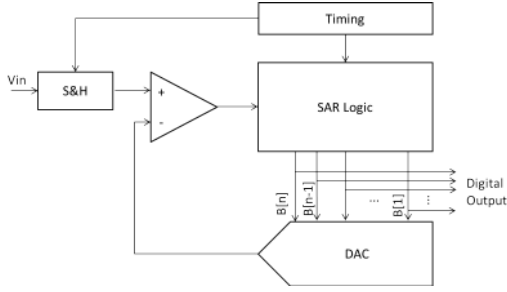 Timing
Vin
S&H
+
-
SAR Logic
B[n]
B[n-1]
...
B[1]
...
Digital
Output
DAC